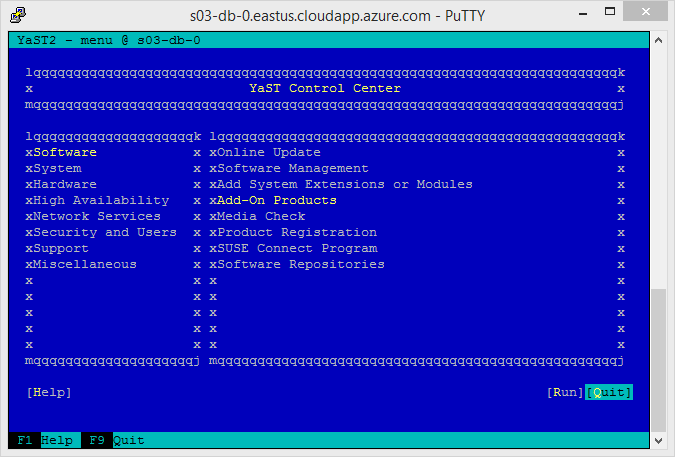 s03-db-0.eastus.cloudapp.azure.com - PuTTY
YaST2 - menu @ s03-db-0
lqqqqqqqqqqqqqqqqqqqqqqqqqqqqqqqqqqqqqqqqqqqqqqqqqqqqqqqqqqqqqqqqqqqqqqqqqk
x YaST Control Center x
mqqqqqqqqqqqqqqqqqqqqqqqqqqqqqqqqqqqqqqqqqqqqqqqqqqqqqqqqqqqqqqqqqqqqqqqqqj
lqqqqqqqqqqqqqqqqqqqqk lqqqqqqqqqqqqqqqqqqqqqqqqqqqqqqqqqqqqqqqqqqqqqqqqqqk
xSoftware x xOnline Update x
xSystem x xSoftware Management x
xHardware x xAdd System Extensions or Modules x
xHigh Availability x xAdd-On Products x
xNetwork Services x xMedia Check x
xSecurity and Users x xProduct Registration x
xSupport x xSUSE Connect Program x
xMiscellaneous x xSoftware Repositories x
x x x x
x x x x
x x x x
x x x x
x x x x
mqqqqqqqqqqqqqqqqqqqqj mqqqqqqqqqqqqqqqqqqqqqqqqqqqqqqqqqqqqqqqqqqqqqqqqqqj
[Help] [Run][Quit]
F1 Help F9 Quit